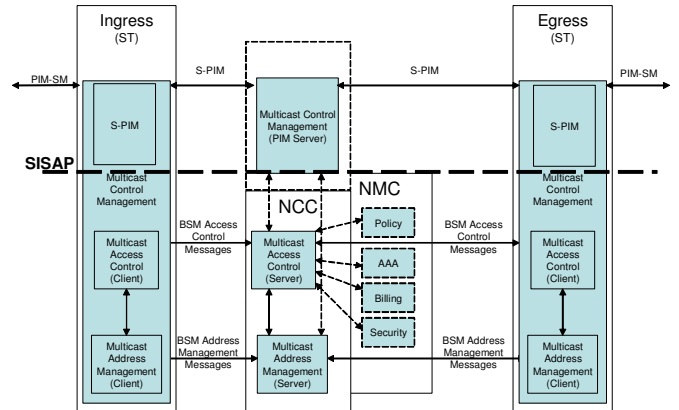 Ingress
(ST)
Egress
(ST)
PIM-SM
S-PIM
S-PIM
PIM-SM
S-PIM
Multicast Control
Management
(PIM Server)
S-PIM
SISAP
Multicast
Control
Management
NMC
Multicast
Control
Management
NCC
BSM Access
Control
Messages
Policy
BSM Access
Control
Messages
Multicast
Access
Control
(Client)
Multicast
Access
Control
(Server)
AAA
Multicast
Access
Control
(Client)
Billing
Security
Multicast
Address
Management
(Client)
BSM Address
Management
Messages
Multicast
Address
Management
(Server)
BSM Address
Management
Messages
Multicast
Address
Management
(Client)